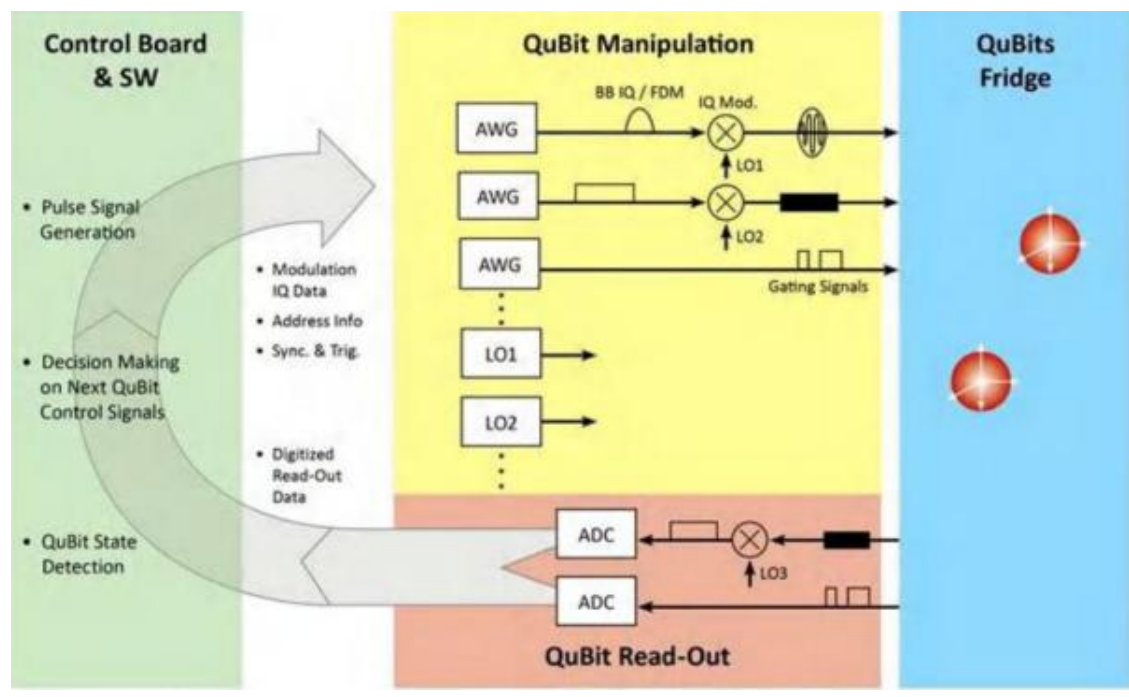 Control Board
& SW
QuBit Manipulation
QuBits
Fridge
• Pulse Signal
Generation
• Decision Making
on Next QuBit
Control Signals
• QuBit State
Detection
• Modulation
IQ Data
• Address Info
• Sync. & Trig.
• Digitized
Read-Out
Data
AWG
BB IQ / FDM
IQ Mod.
LO1
AWG
LO2
AWG
Gating Signals
LO1
LO2
ADC
LO3
ADC
QuBit Read-Out